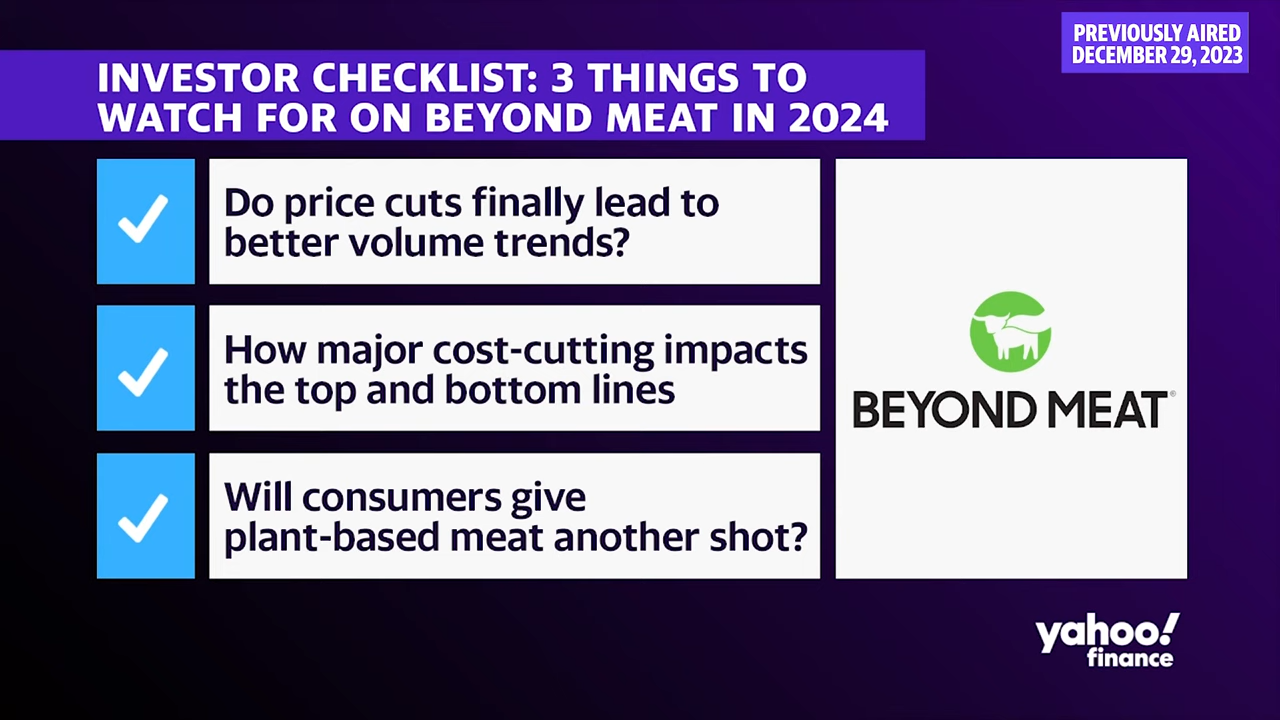 PREVIOUSLY AIRED
DECEMBER 29, 2023
INVESTOR CHECKLIST: 3 THINGS TO
WATCH FOR ON BEYOND MEAT IN 2024
Do price cuts finally lead to
better volume trends?
How major cost-cutting impacts
the top and bottom lines
Will consumers give
plant-based meat another shot?
BEYOND MEAT®
yahoo!
finance